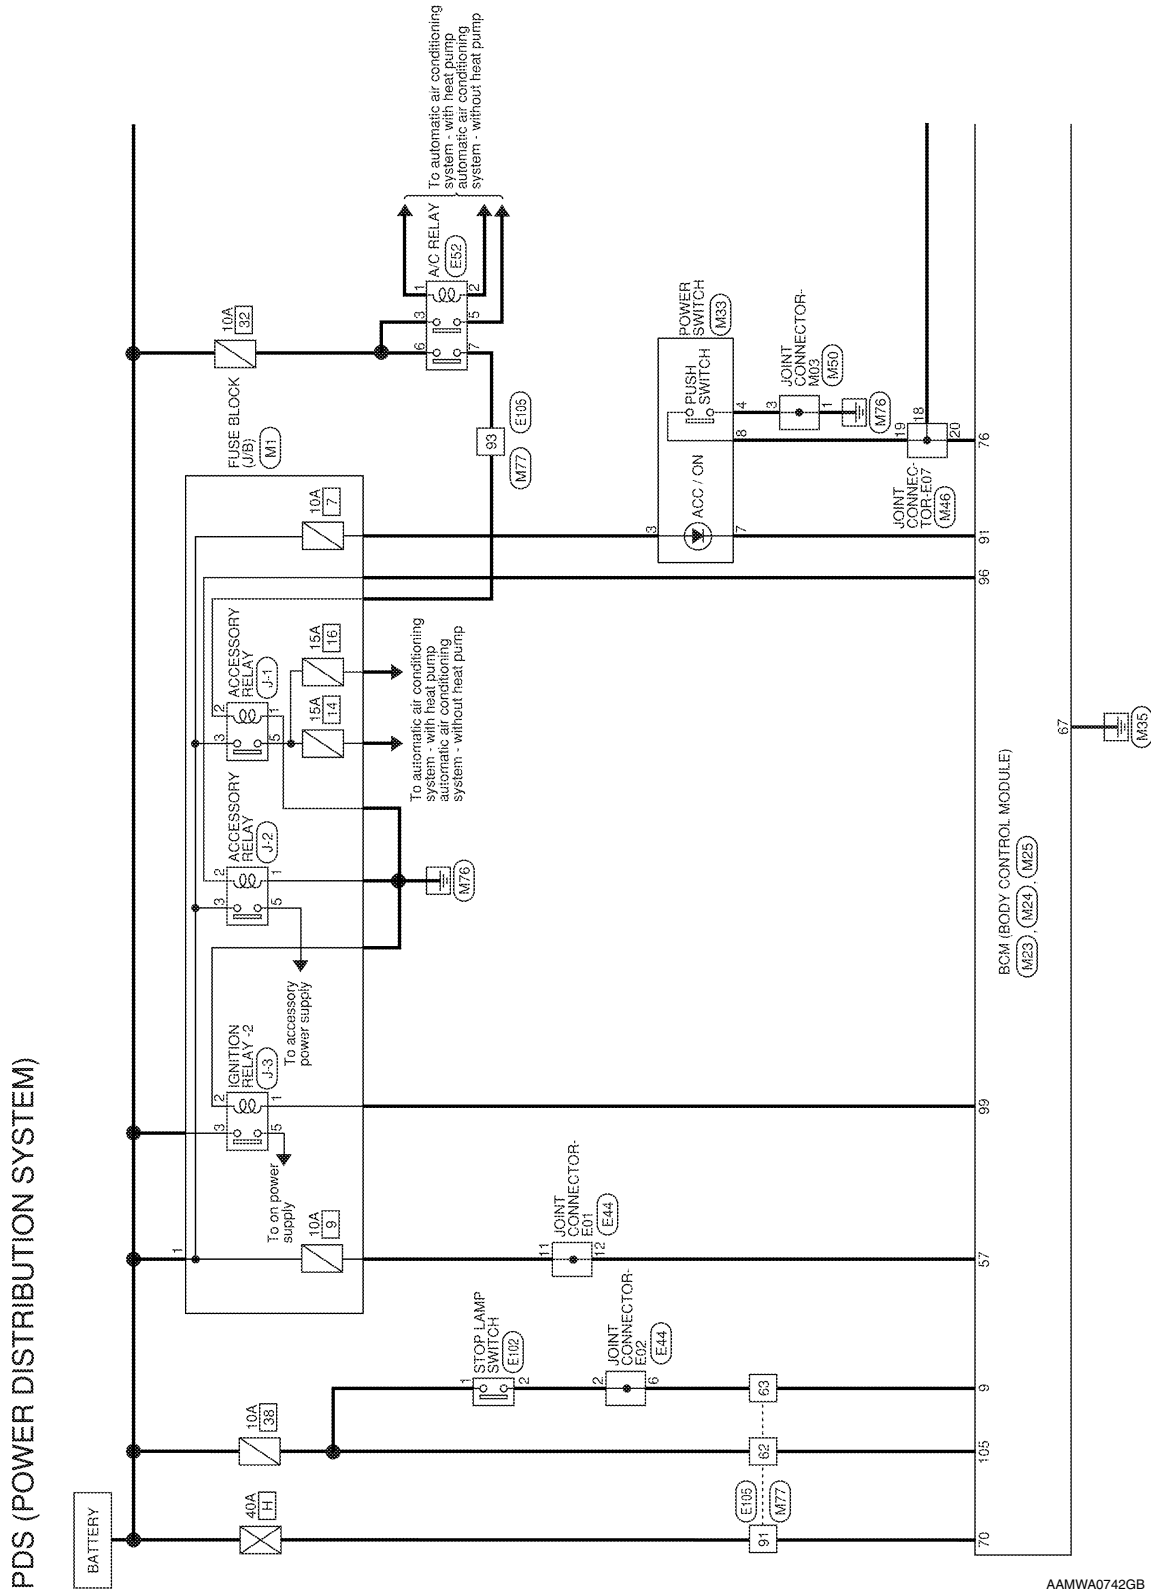 PDS (POWER DISTRIBUTION SYSTEM)
BATTERY
40A
H
91
E105
M77
70
10A
38
62
105
STOP LAMP
SWITCH
E102
1
2
JOINT
CONNECTOR-
E02
E44
2
6
63
9
1
10A
9
To on power
supply
JOINT
CONNECTOR-
E01
E44
11
12
57
IGNITION
RELAY -2
J-3
3
2
5
1
99
To accessory
power supply
ACCESSORY
RELAY
J-2
3
2
5
1
M76
ACCESSORY
RELAY
J-1
3
2
5
1
15A
14
15A
16
To automatic air conditioning
system - with heat pump
automatic air conditioning
system - without heat pump
96
10A
7
FUSE BLOCK
(J/B)
M1
M77
93
E105
10A
32
A/C RELAY
E52
6
3
1
7
5
2
To automatic air conditioning
system - with heat pump
automatic air conditioning
system - without heat pump
POWER
SWITCH
M33
ACC / ON
PUSH
SWITCH
3
7
8
4
91
JOINT
CONNECTOR-
M03
M50
3
1
M76
JOINT
CONNEC-
TOR-E07
M46
19
18
20
76
BCM (BODY CONTROL MODULE)
M23 , M24 , M25
67
M35
AAMWA0742GB